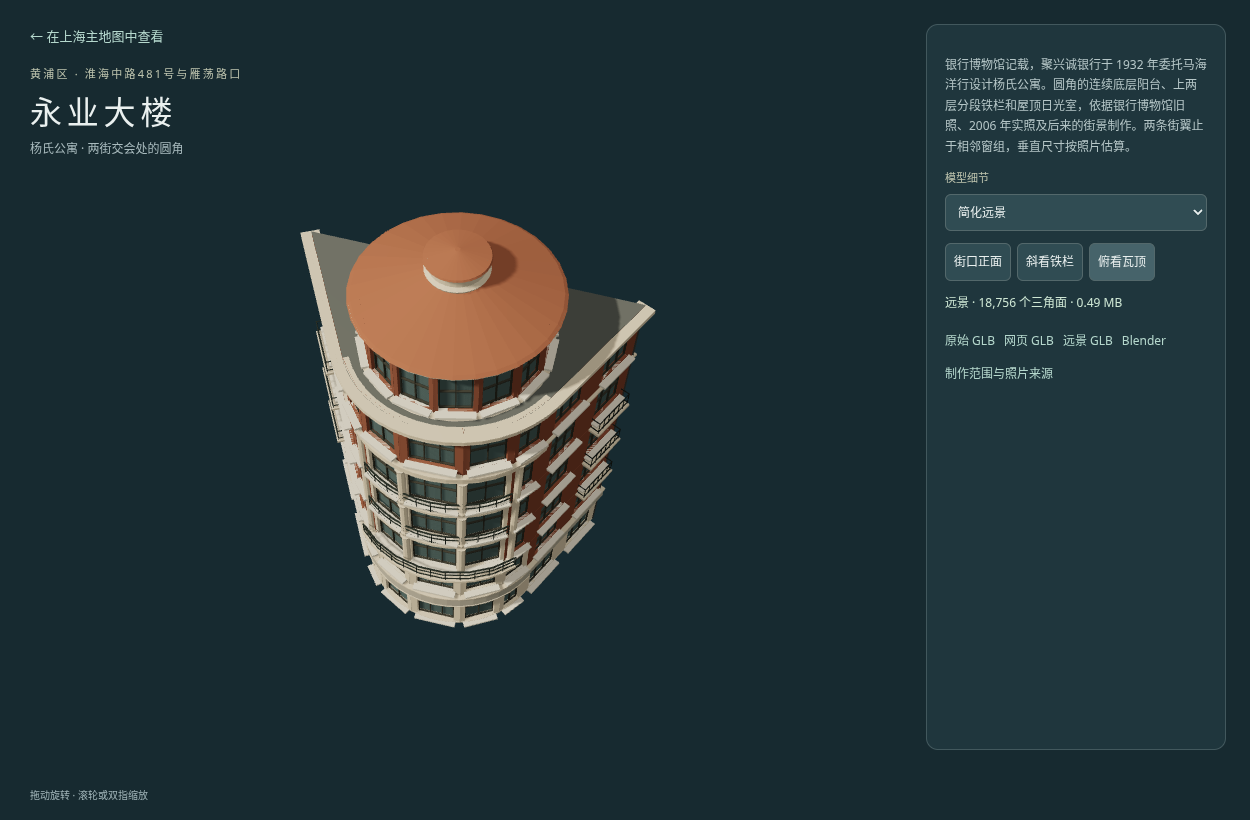 ← 在上海主地图中查看
黄浦区 · 淮海中路481号与雁荡路口
永业大楼
杨氏公寓 · 两街交会处的圆角
银行博物馆记载，聚兴诚银行于 1932 年委托马海
洋行设计杨氏公寓。圆角的连续底层阳台、上两
层分段铁栏和屋顶日光室，依据银行博物馆旧
照、2006 年实照及后来的街景制作。两条街翼止
于相邻窗组，垂直尺寸按照片估算。
模型细节
简化远景
街口正面 斜看铁栏 俯看瓦顶
远景 · 18,756 个三角面 · 0.49 MB
原始 GLB 网页 GLB 远景 GLB Blender
制作范围与照片来源
拖动旋转 · 滚轮或双指缩放